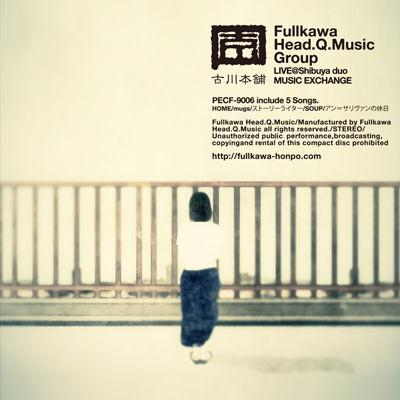 Fullkawa
Head.Q.Music
Group
LIVE@Shibuya duo
MUSIC EXCHANGE
古川本舗
PECF-9006 include 5 Songs.
HOME/mugs/ストーリーライター/SOUP/アン=サリヴァンの休日
Fullkawa Head.Q.Music/Manufactured by Fullkawa
Head.Q.Music all rights reserved./STEREO/
Unauthorized public performance,broadcasting,
copyingand rental of this compact disc prohibited
http://fullkawa-honpo.com